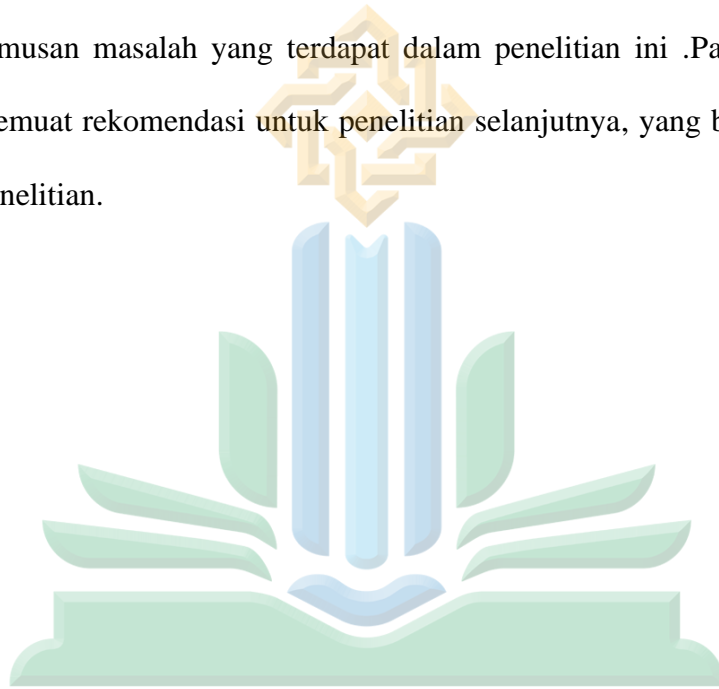 musan masalah yang terdapat dalam penelitian ini .Pa
emuat rekomendasi untuk penelitian selanjutnya, yang b
nelitian.